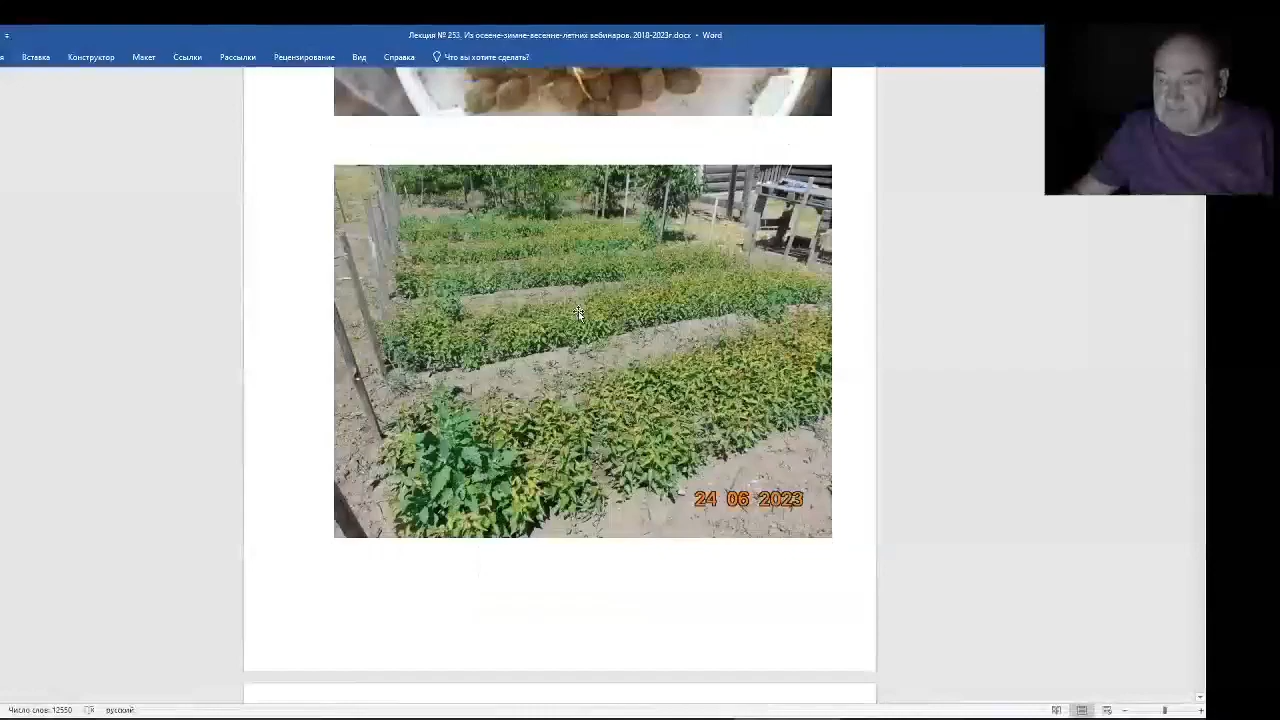 Лекция № 253. Из осеене-зимне-весенне-летних вебинаров. 2018-2023г.docx • Word
я Вставка Конструктор Макет Ссылки Рассылки Рецензирование Вид Справка Что вы хотите сделать?
24 06 2023
Число слов: 12550 русский